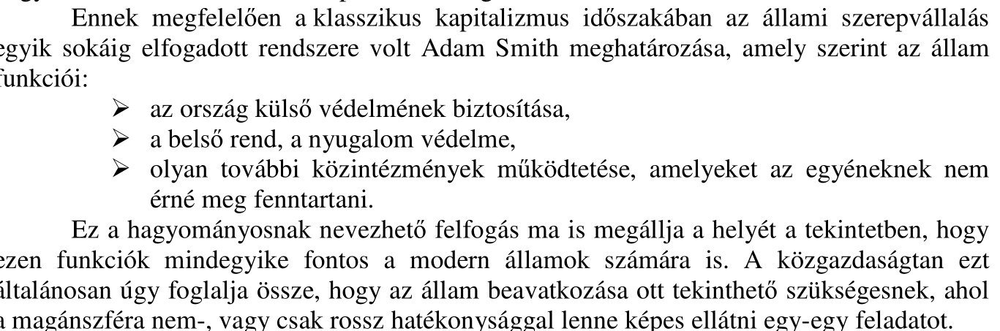 Ennek megfelelően a klasszikus kapitalizmus időszakában az állami szerepvállalás
egyik sokáig elfogadott rendszere volt Adam Smith meghatározása, amely szerint az állam
funkciói:
➢ az ország külső védelmének biztosítása,
➢ a belső rend, a nyugalom védelme,
➢ olyan további közintézmények működtetése, amelyeket az egyéneknek nem
érné meg fenntartani.
Ez a hagyományosnak nevezhető felfogás ma is megállja a helyét a tekintetben, hogy
ezen funkciók mindegyike fontos a modern államok számára is. A közgazdaságtan ezt
általánosan úgy foglalja össze, hogy az állam beavatkozása ott tekinthető szükségesnek, ahol
a magánszféra nem-, vagy csak rossz hatékonysággal lenne képes ellátni egy-egy feladatot.